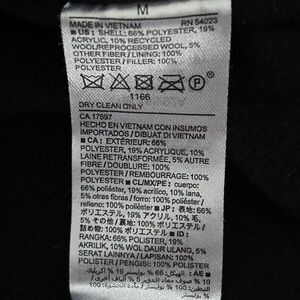 M
MADE IN VIETNAM RN 54023
■ US : SHELL: 66% POLYESTER, 19%
ACRYLIC, 10% RECYCLED
WOOL/REPROCESSED WOOL, 5%
OTHER FIBER / LINING: 100%
POLYESTER / FILLER: 100%
POLYESTER
P
1166
DRY CLEAN ONLY
CA 17897
HECHO EN VIETNAM CON INSUMOS
IMPORTADOS / DIBUAT DI VIETNAM
■ CA : EXTÉRIEUR: 66%
POLYESTER, 19% ACRYLIQUE, 10%
LAINE RETRANSFORMÉE, 5% AUTRE
FIBRE / DOUBLURE: 100%
POLYESTER / REMBOURRAGE: 100%
POLYESTER ■ CL/MX/PE : cuerpo:
66% poliéster, 19% acrílico, 10% lana,
5% otras fibras / forro: 100% poliéster /
relleno: 100% poliéster ■ JP : 表地: 66%
ポリエステル, 19% アクリル, 10% 毛,
5% その他 / 裏地: 100% ポリエステル /
詰め物: 100% ポリエステル ■ ID :
RANGKA: 66% POLIESTER, 19%
AKRILIK, 10% WOL DAUR ULANG, 5%
SERAT LAINNYA / LAPISAN: 100%
POLIESTER / PENGISI: 100% POLIESTER
AE ■